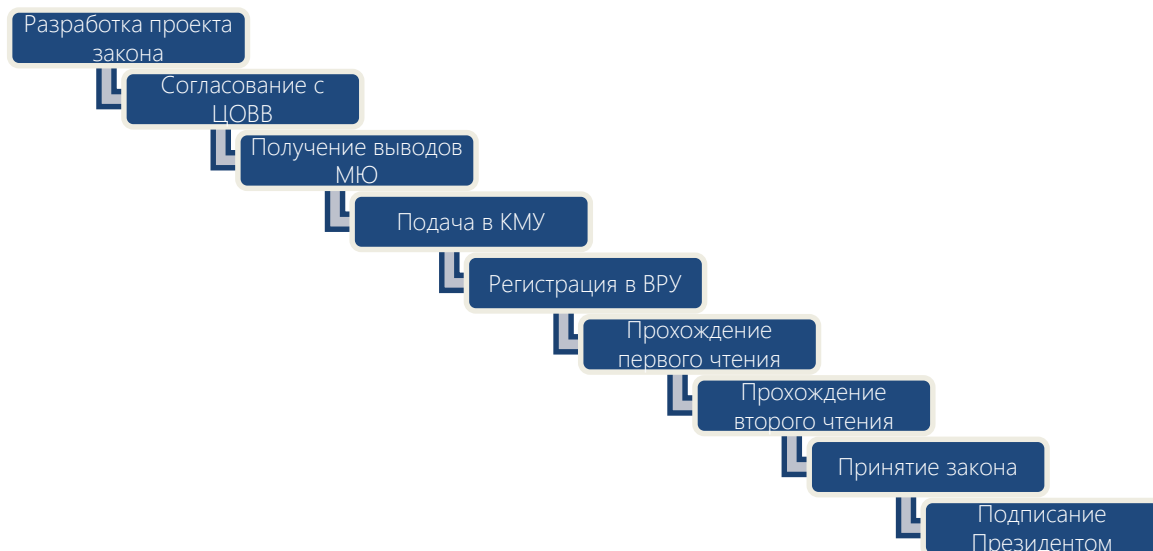 Разработка проекта
закона
Согласование с
ЦОВВ
Получение выводов
МЮ
Подача в КМУ
Регистрация в ВРУ
Прохождение
первого чтения
Прохождение
второго чтения
Принятие закона
Подписание
Президентом